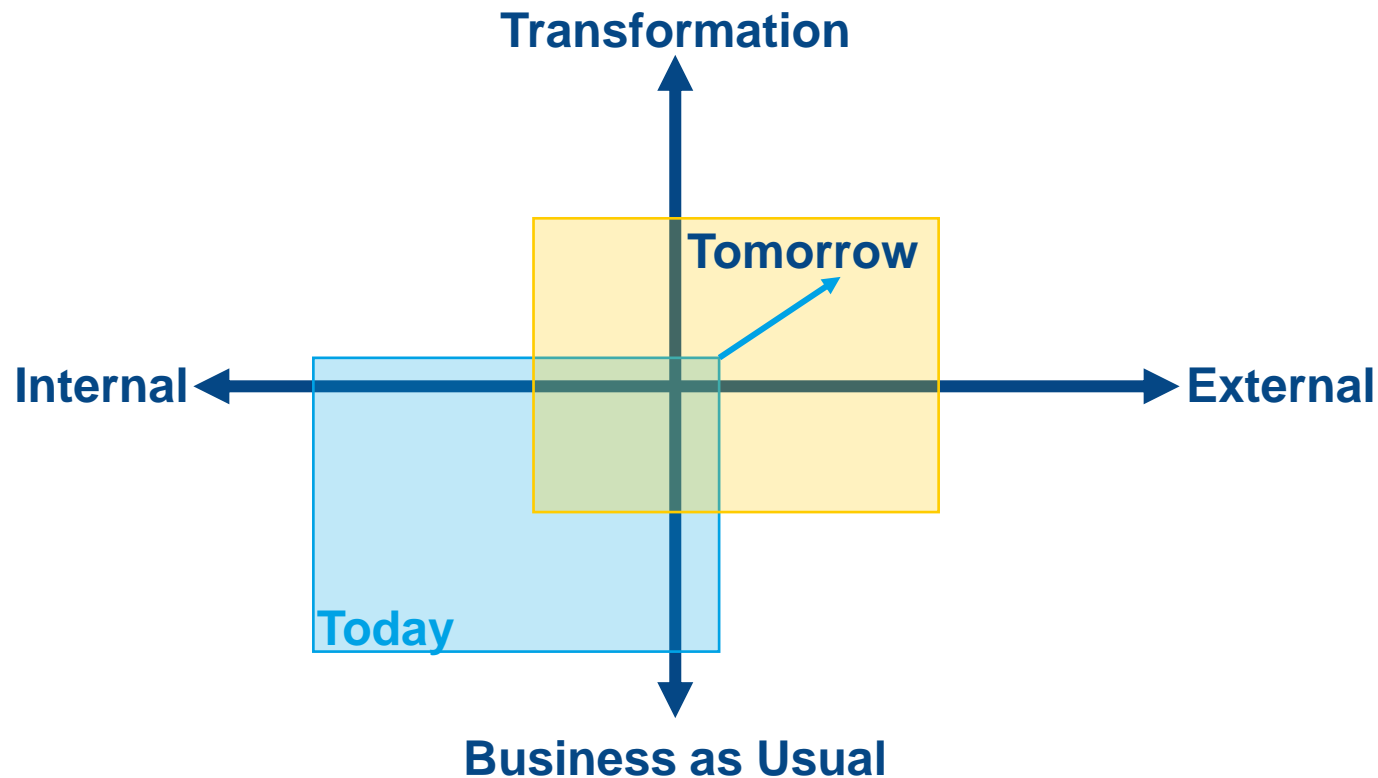 Transformation
Tomorrow
Internal
External
Today
Business as Usual